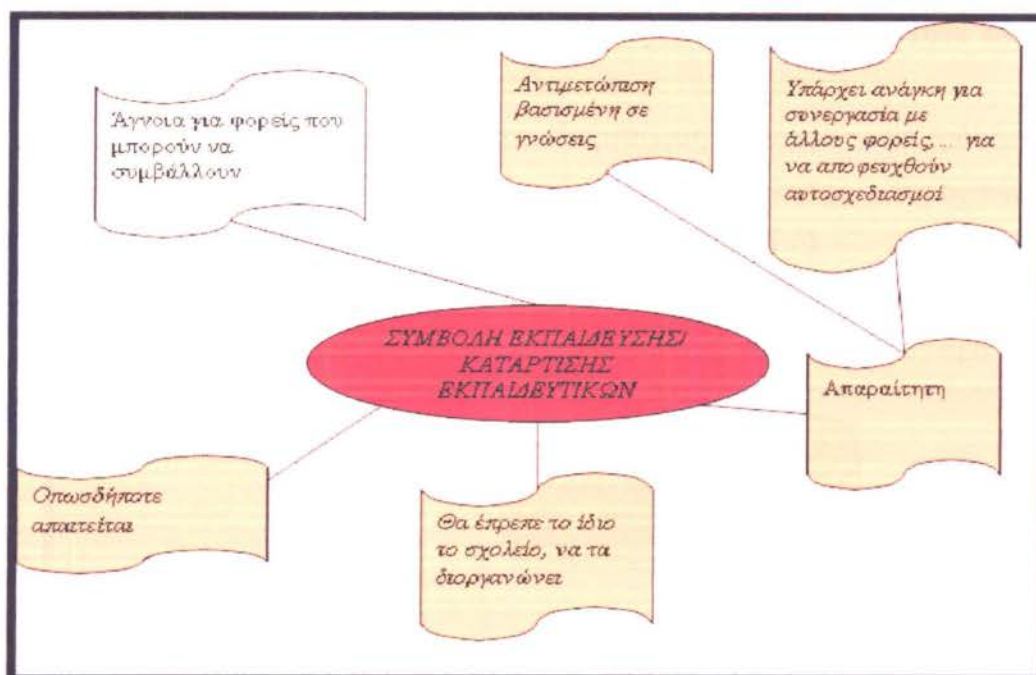 Άγνοια για φορείς που
μπορούν να
συμβάλλουν
Αντιμετώπιση
βασισμένη σε
γνώσεις
Υπάρχει ανάγκη για
συνεργασία με
άλλους φορείς, ... για
να αποφευχθούν
αυτοσχεδιασμοί
ΣΥΜΒΟΛΗ ΕΚΠΑΙΔΕΥΣΗΣ/
ΚΑΤΑΡΤΙΣΗΣ
ΕΚΠΑΙΔΕΥΤΙΚΩΝ
Απαραίτητη
Οπωσδήποτε
απαιτείται
Θα έπρεπε το ίδιο
το σχολείο, να τα
διοργανώνει